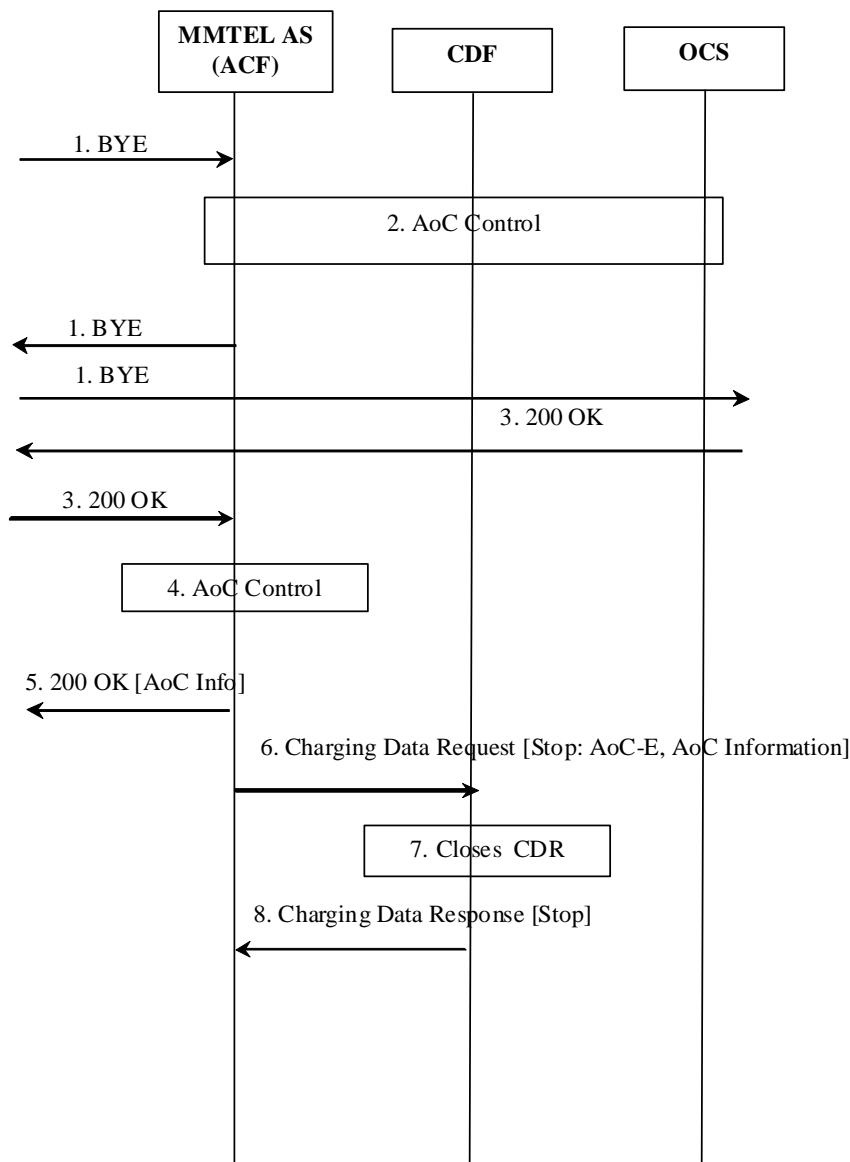 MMTEL AS
(ACF)
CDF
OCS
1. BYE
2. AoC Control
1. BYE
1. BYE
3. 200 OK
3. 200 OK
4. AoC Control
5. 200 OK [AoC Info]
6. Charging Data Request [Stop: AoC-E, AoC Information]
7. Closes CDR
8. Charging Data Response [Stop]